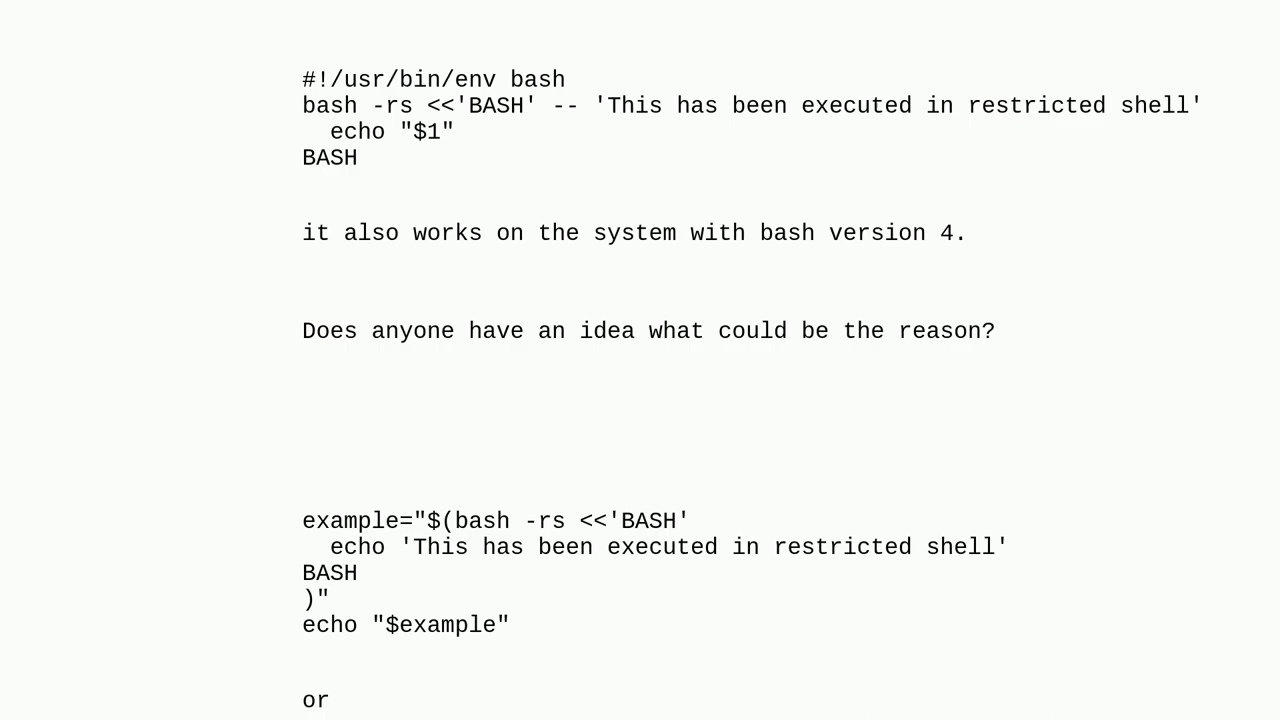 #!/usr/bin/env bash
bash -rs <<'BASH' -- 'This has been executed in restricted shell'
  echo "$1"
BASH
it also works on the system with bash version 4.
Does anyone have an idea what could be the reason?
example="$(bash -rs <<'BASH'
  echo 'This has been executed in restricted shell'
BASH
)"
echo "$example"
or